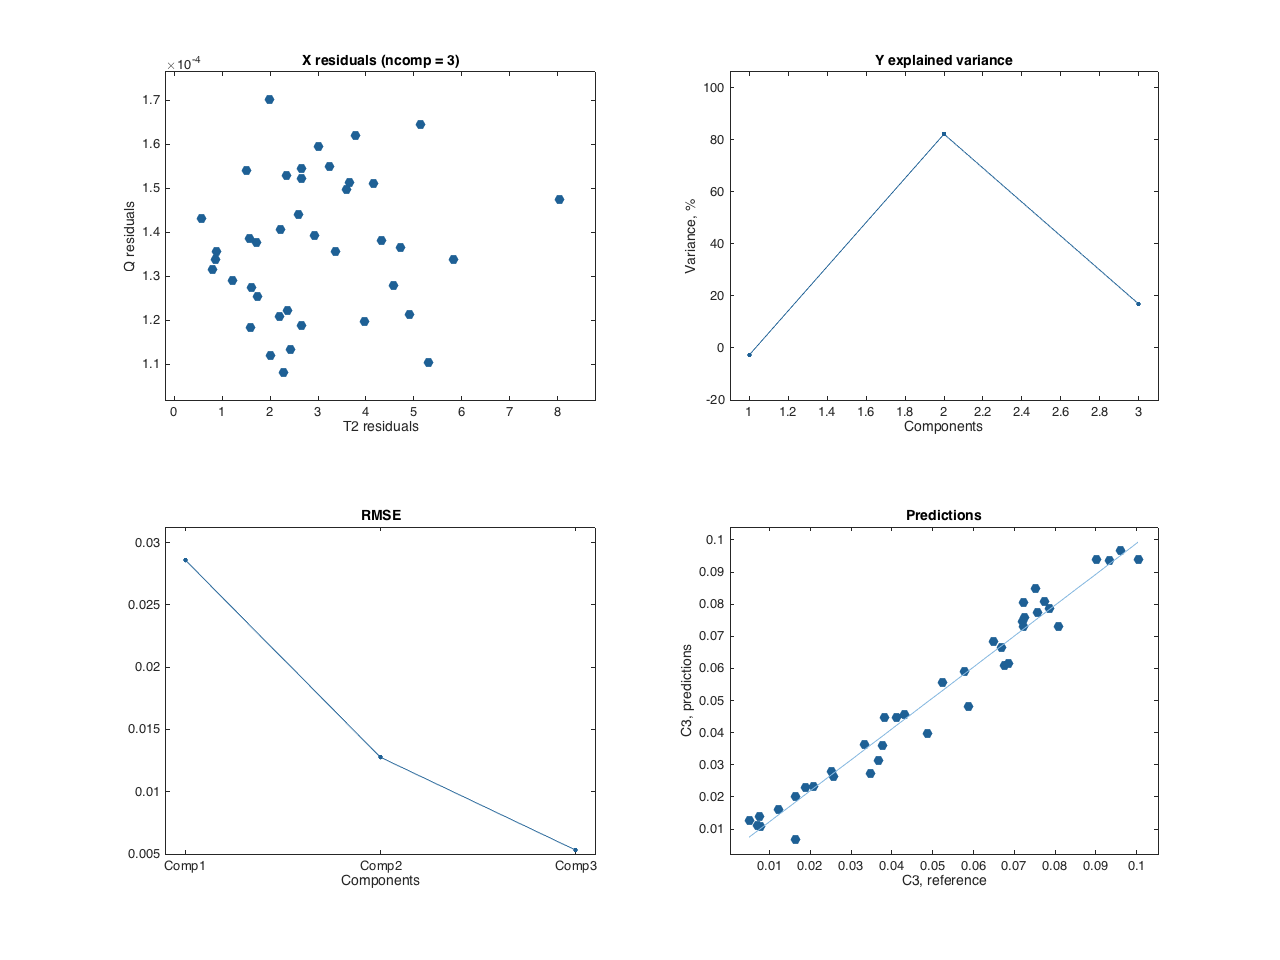 X residuals (ncomp = 3)
×10^-4
1.7
1.6
1.5
1.4
1.3
1.2
1.1
Q residuals
0 1 2 3 4 5 6 7 8
T2 residuals
Y explained variance
100
80
60
40
20
0
-20
Variance, %
1 1.2 1.4 1.6 1.8 2 2.2 2.4 2.6 2.8 3
Components
RMSE
0.03
0.025
0.02
0.015
0.01
0.005
Comp1 Comp2 Comp3
Components
Predictions
0.1
0.09
0.08
0.07
0.06
0.05
0.04
0.03
0.02
0.01
C3, predictions
0.01 0.02 0.03 0.04 0.05 0.06 0.07 0.08 0.09 0.1
C3, reference